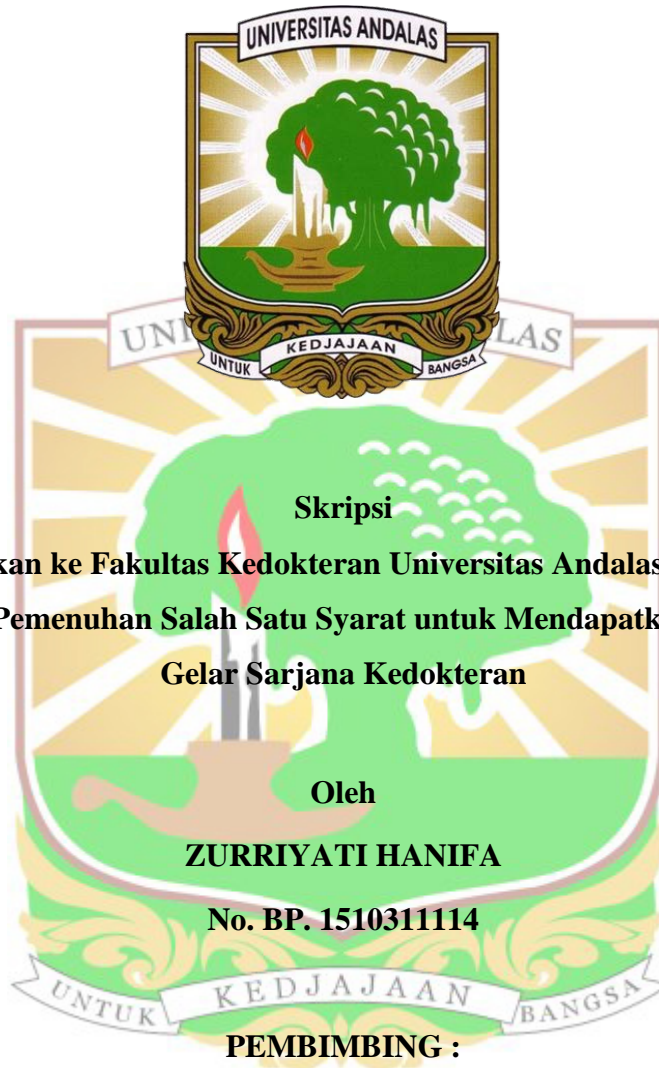 UNIVERSITAS ANDALAS
UNTUK KEDJAJAAN BANGSA
UNI LAS
Skripsi
kan ke Fakultas Kedokteran Universitas Andalas
Pemenuhan Salah Satu Syarat untuk Mendapatk
Gelar Sarjana Kedokteran
Oleh
ZURRIYATI HANIFA
No. BP. 1510311114
UNTUK KEDJAJAAN BANGSA
PEMBIMBING :